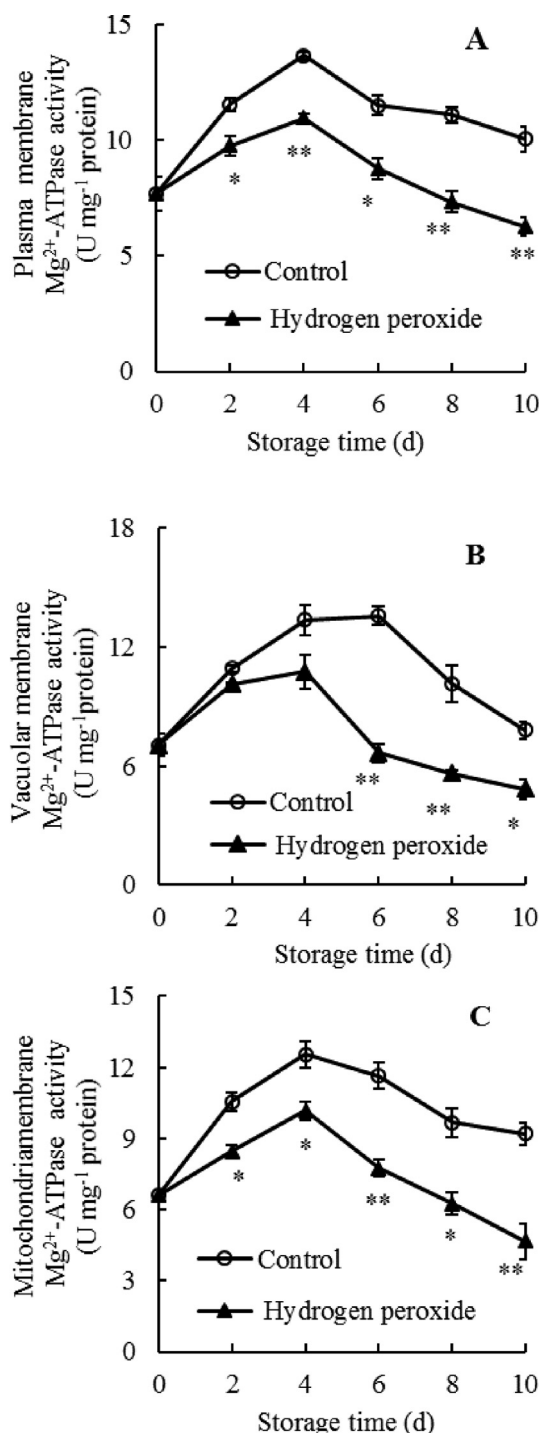 A
Plasma membrane
Mg²⁺-ATPase activity
(U mg⁻¹ protein)
15
10
5
0
*
**
*
**
**
Control
Hydrogen peroxide
0 2 4 6 8 10
Storage time (d)
B
Vacuolar membrane
Mg²⁺-ATPase activity
(U mg⁻¹protein)
18
12
6
0
**
**
*
Control
Hydrogen peroxide
0 2 4 6 8 10
Storage time (d)
C
Mitochondriamembrane
Mg²⁺-ATPase activity
(U mg⁻¹ protein)
15
12
9
6
3
0
*
*
**
*
**
Control
Hydrogen peroxide
0 2 4 6 8 10
Storage time (d)